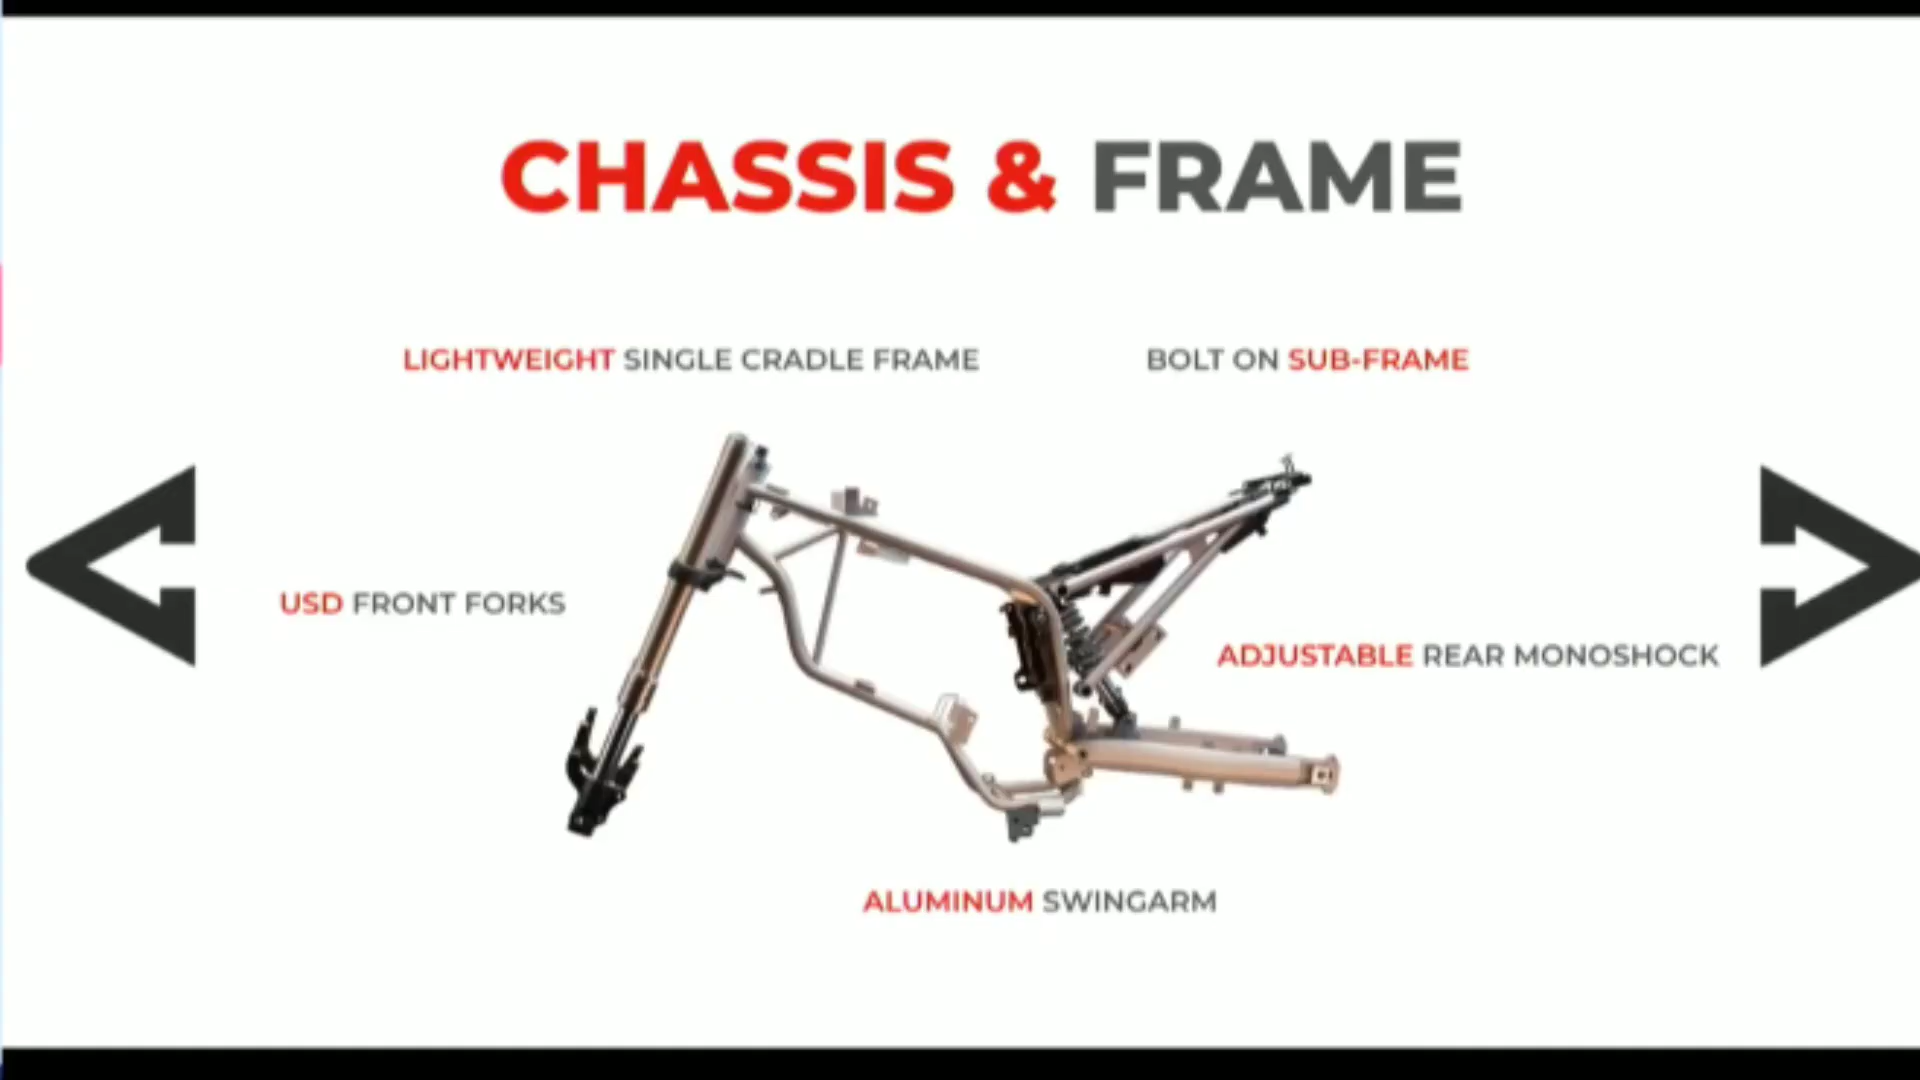 CHASSIS & FRAME
LIGHTWEIGHT SINGLE CRADLE FRAME
BOLT ON SUB-FRAME
USD FRONT FORKS
ADJUSTABLE REAR MONOSHOCK
ALUMINUM SWINGARM